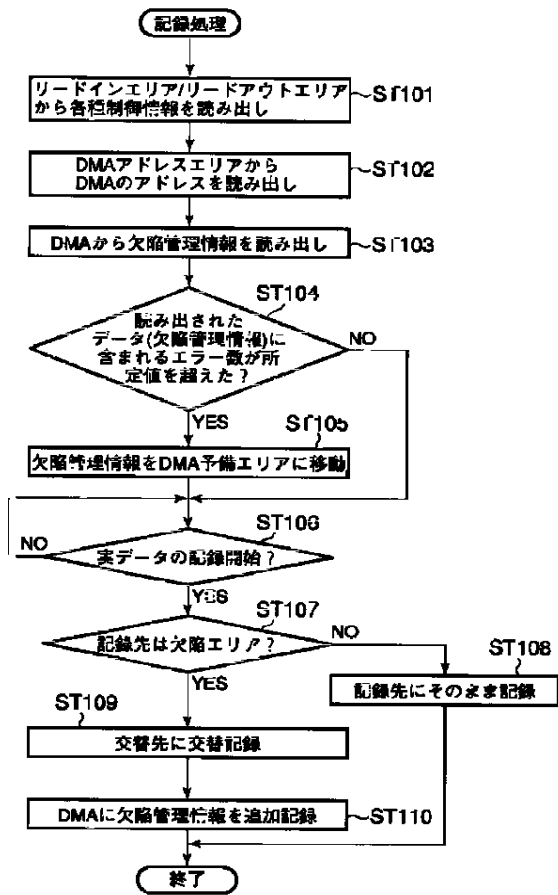 記録処理
リードインエリア/リードアウトエリア
から各種制御情報を読み出し
ST101
DMAアドレスエリアから
DMAのアドレスを読み出し
ST102
DMAから欠陥管理情報を読み出し
ST103
ST104
読み出された
データ(欠陥管理情報)に
含まれるエラー数が所
定値を超えた?
NO
YES
ST105
欠陥管理情報をDMA予備エリアに移動
ST106
NO
実データの記録開始?
YES
ST107
記録先は欠陥エリア?
NO
YES
ST108
記録先にそのまま記録
ST109
交替先に交替記録
DMAに欠陥管理情報を追加記録
ST110
終了